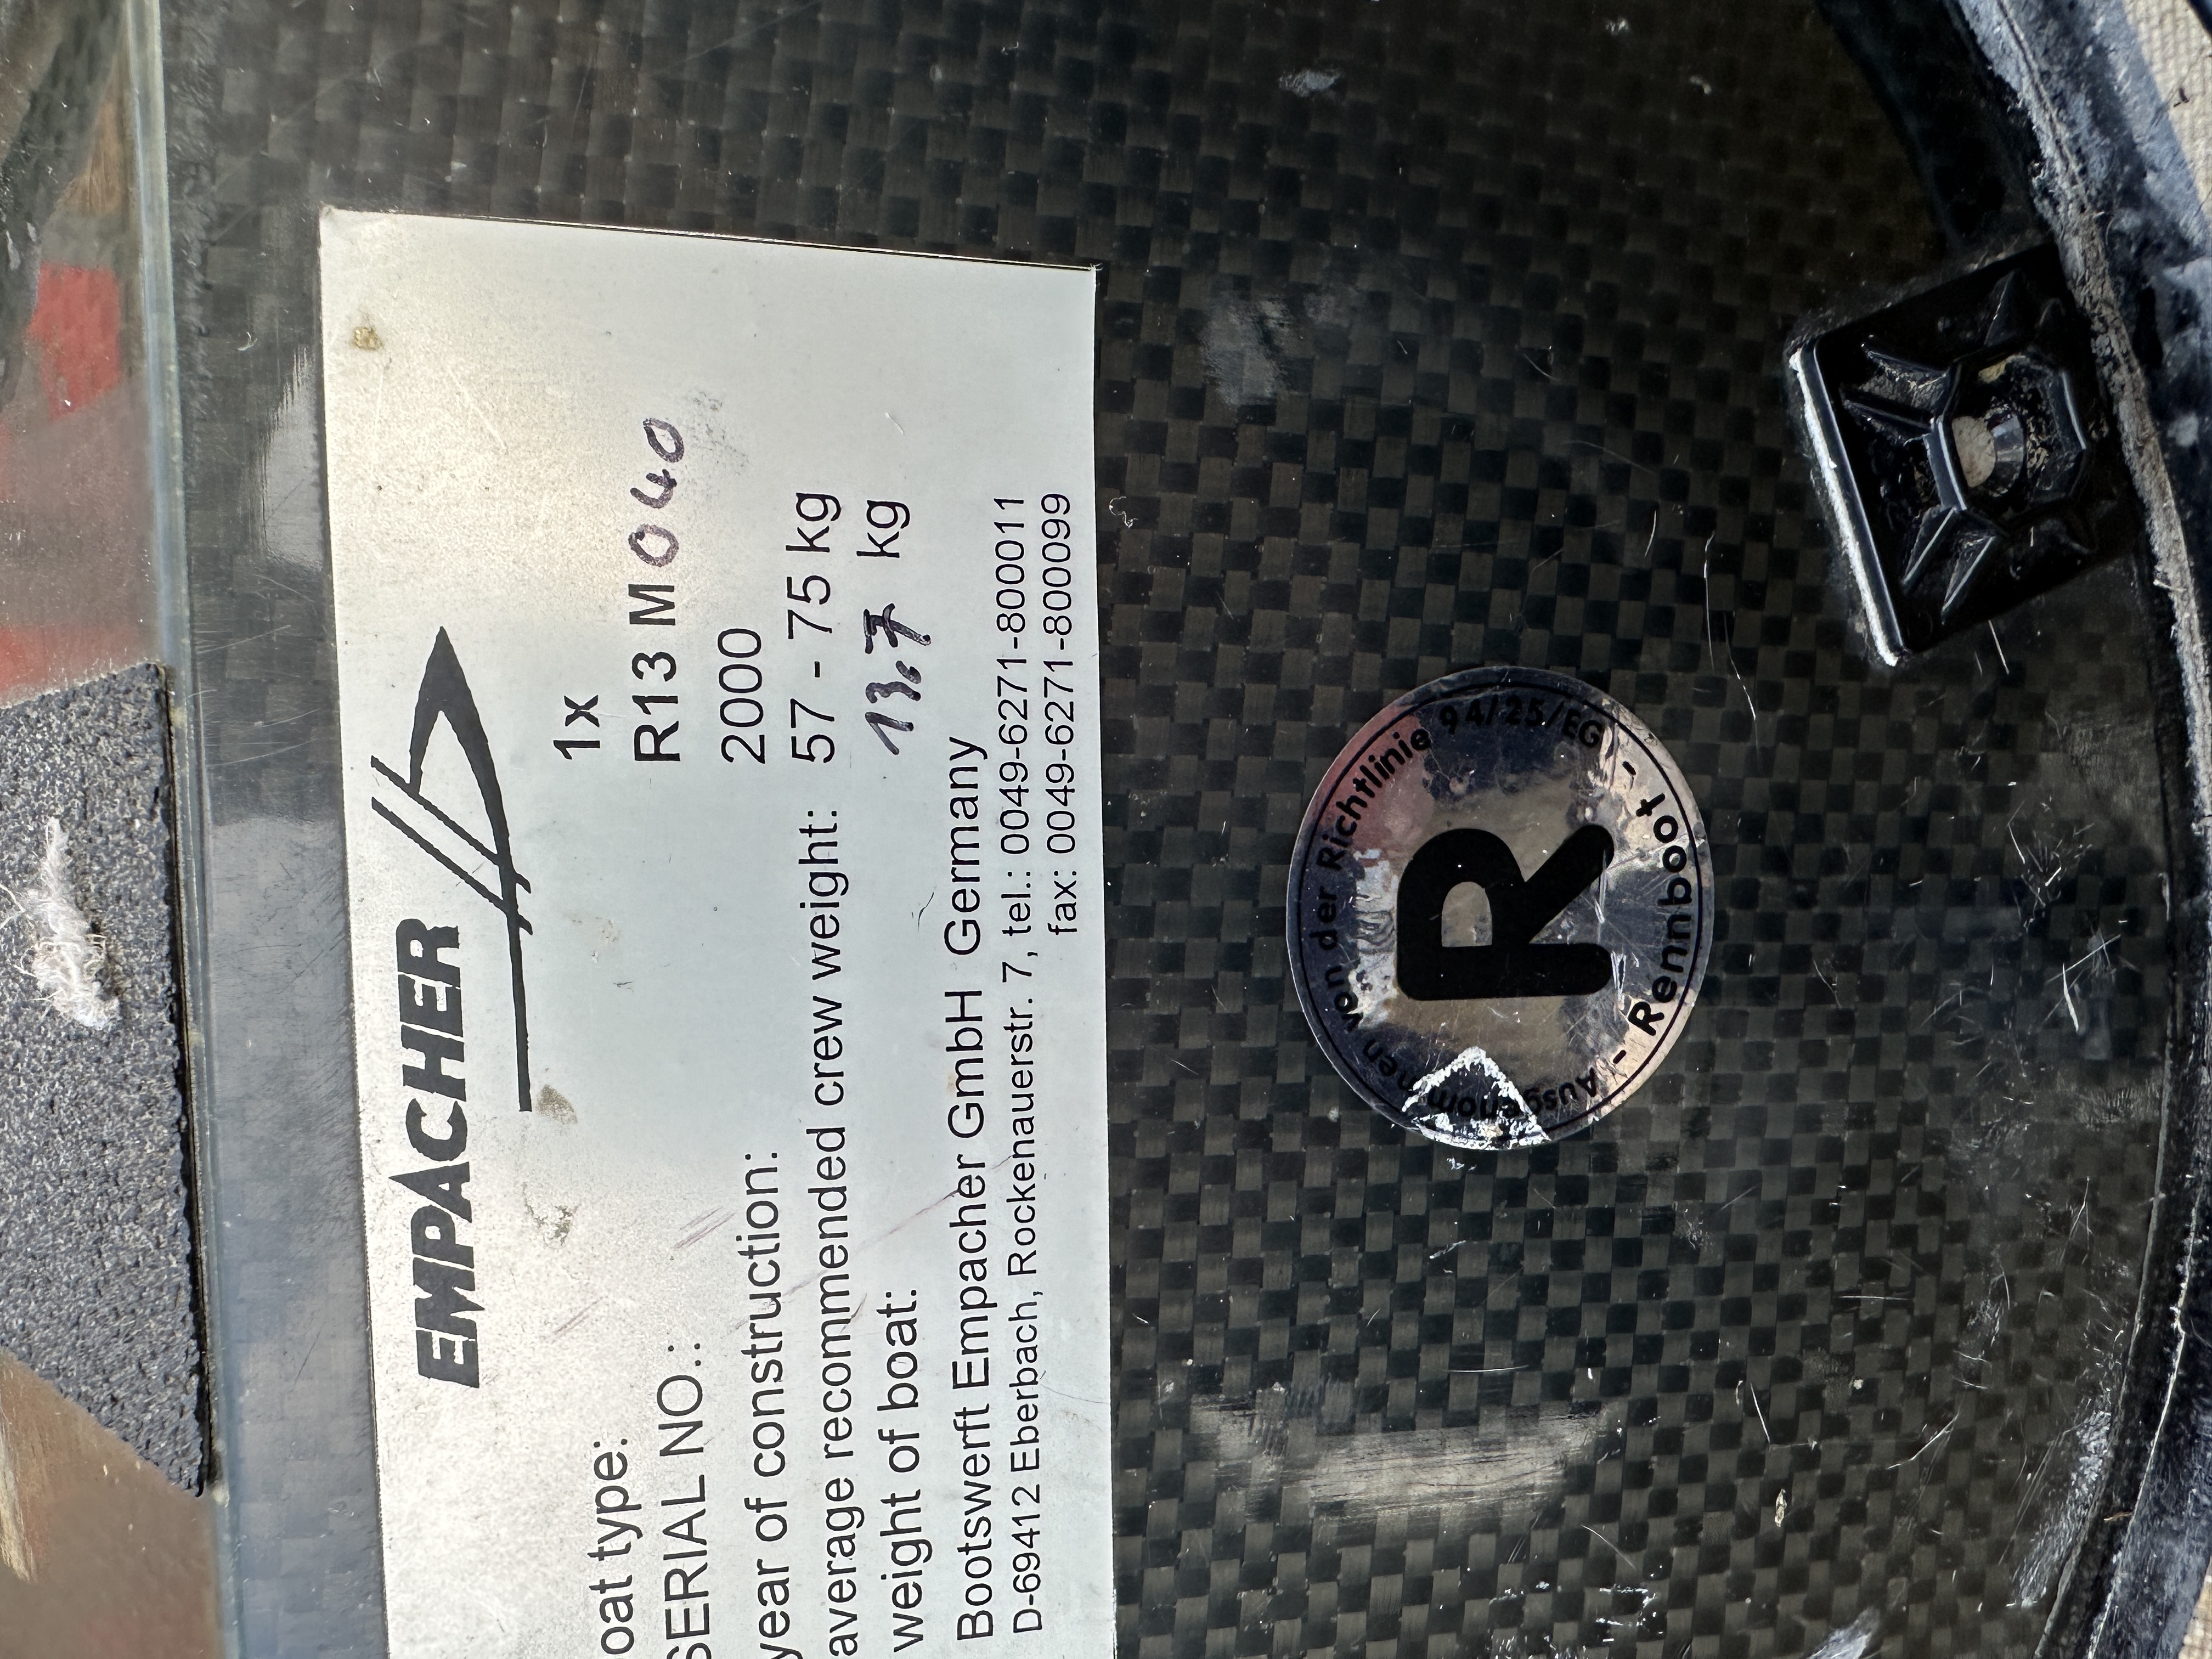 EMPACHER
oat type: 1x
SERIAL NO.: R13 M 040
year of construction: 2000
average recommended crew weight: 57 - 75 kg
weight of boat: 13,7 kg
Bootswerft Empacher GmbH Germany
D-69412 Eberbach, Rockenauerstr. 7, tel.: 0049-6271-800011
fax: 0049-6271-800099
Ausgenommen von der Richtlinie 94/25/EG
R
- Rennboot -